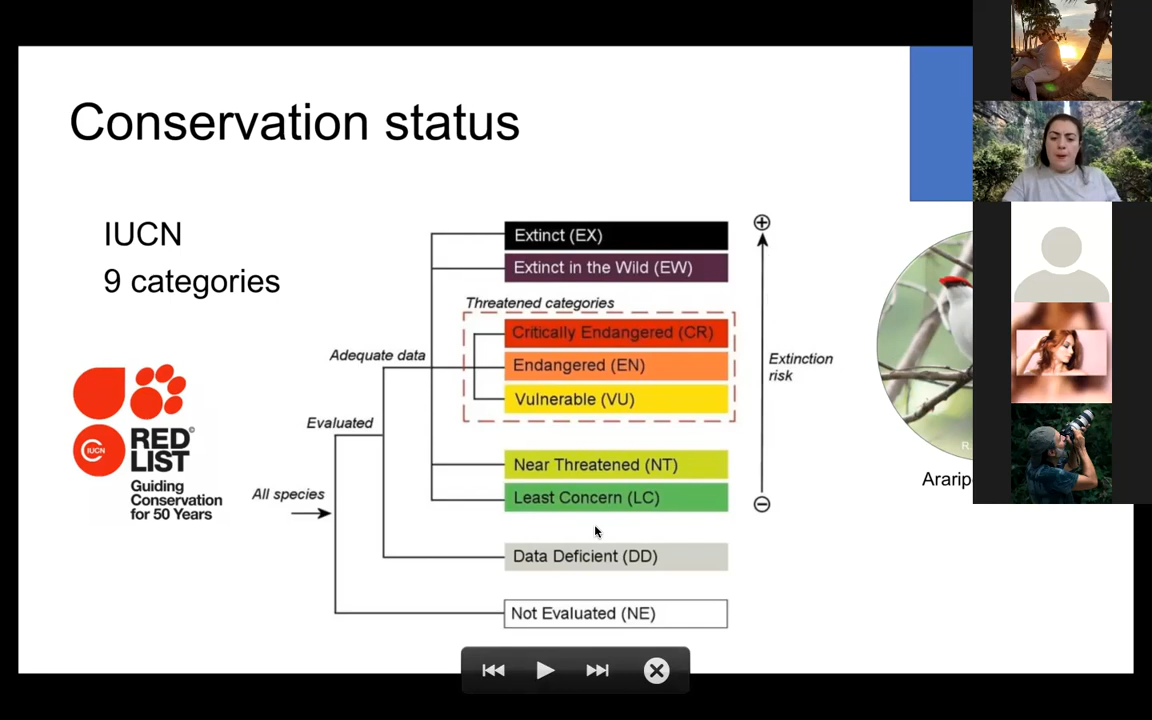 Conservation status
IUCN
9 categories
Extinct (EX)
Extinct in the Wild (EW)
Threatened categories
Critically Endangered (CR)
Adequate data
Endangered (EN)
Extinction
risk
Vulnerable (VU)
Evaluated
IUCN
RED
LIST
Guiding
Conservation
for 50 Years
Near Threatened (NT)
All species
Least Concern (LC)
Data Deficient (DD)
Not Evaluated (NE)
Ararip